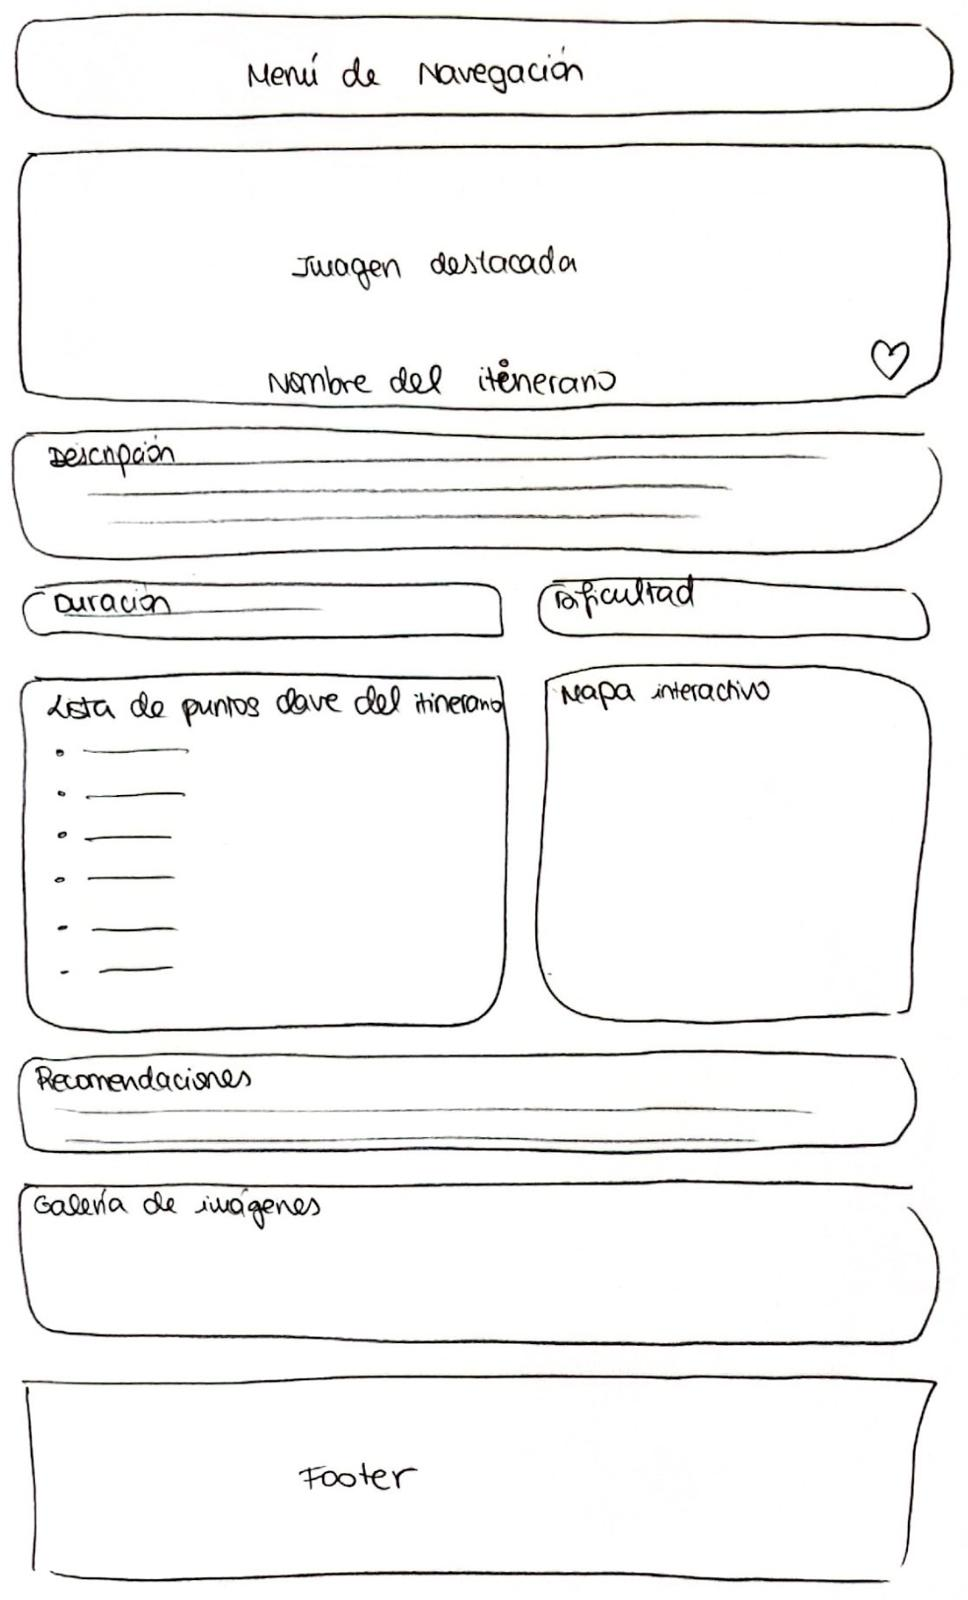 Menú de Navegación
Imagen destacada
Nombre del itinerario
Descripción
Duración
Dificultad
Lista de puntos clave del itinerario
Mapa interactivo
Recomendaciones
Galería de imágenes
Footer